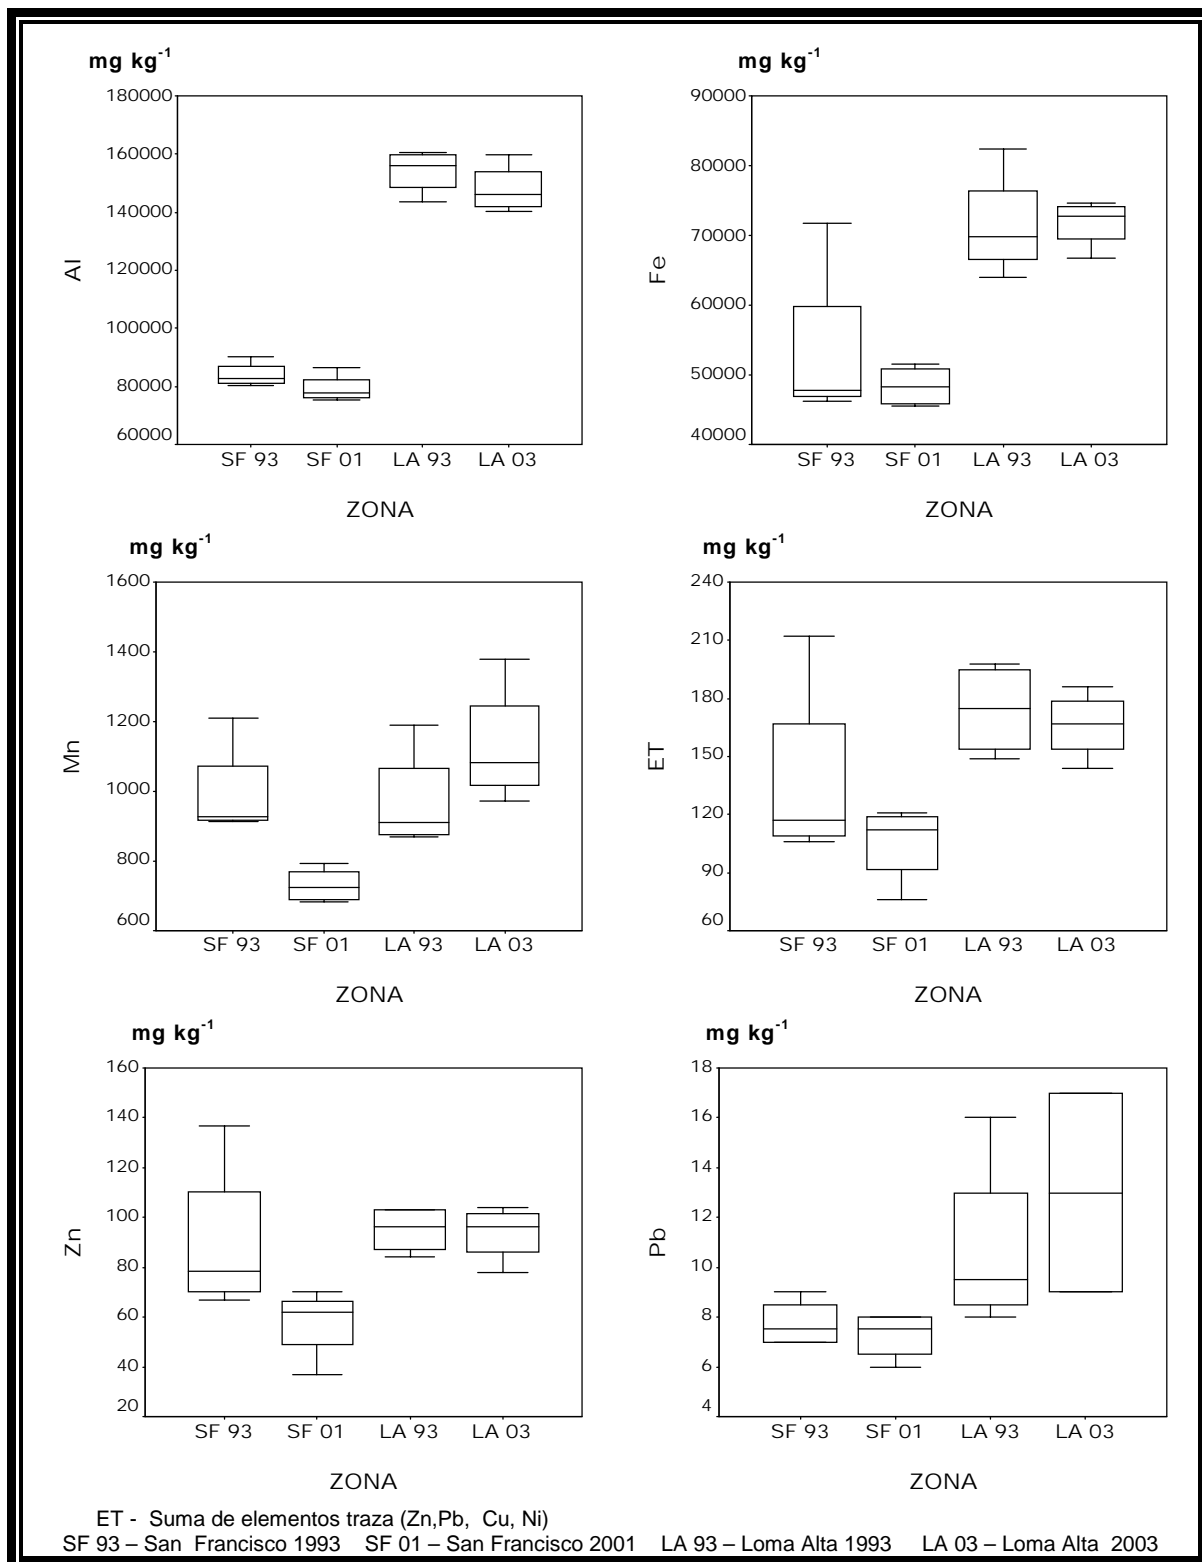 mg kg-1
Al
180000
160000
140000
120000
100000
80000
60000
SF 93 SF 01 LA 93 LA 03
ZONA
mg kg-1
Fe
90000
80000
70000
60000
50000
40000
SF 93 SF 01 LA 93 LA 03
ZONA
mg kg-1
Mn
1600
1400
1200
1000
800
600
SF 93 SF 01 LA 93 LA 03
ZONA
mg kg-1
ET
240
210
180
150
120
90
60
SF 93 SF 01 LA 93 LA 03
ZONA
mg kg-1
Zn
160
140
120
100
80
60
40
20
SF 93 SF 01 LA 93 LA 03
ZONA
mg kg-1
Pb
18
16
14
12
10
8
6
4
SF 93 SF 01 LA 93 LA 03
ZONA
ET - Suma de elementos traza (Zn,Pb, Cu, Ni)
SF 93 – San Francisco 1993 SF 01 – San Francisco 2001 LA 93 – Loma Alta 1993 LA 03 – Loma Alta 2003